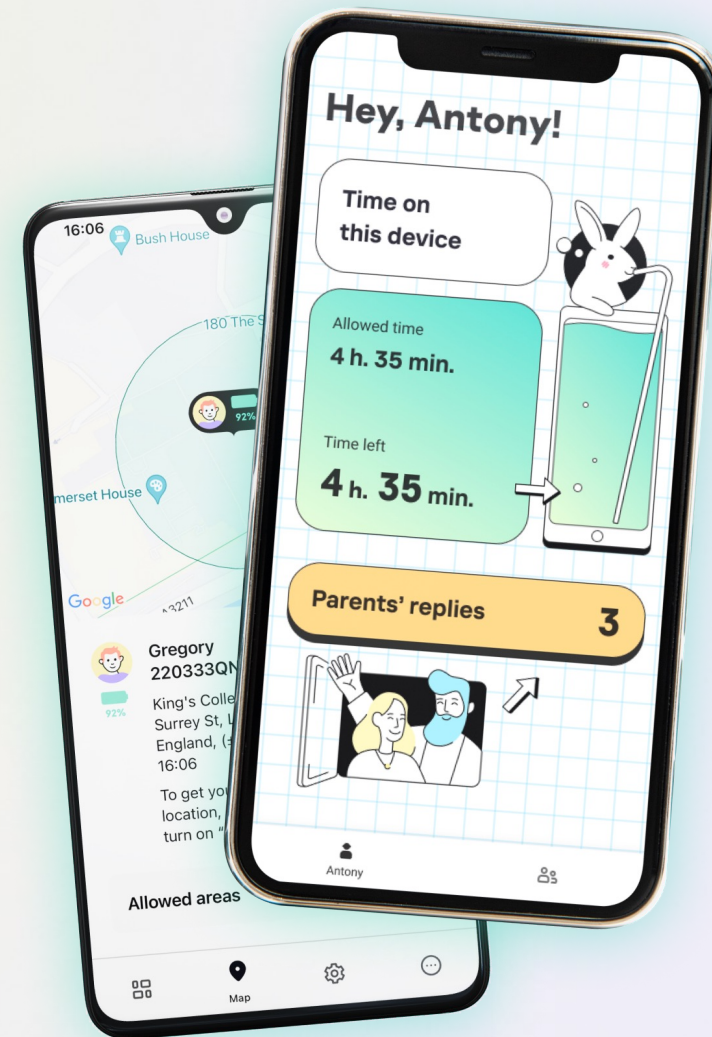 Hey, Antony!
Time on
this device
Allowed time
4 h. 35 min.
Time left
4 h. 35 min.
Parents' replies 3
Antony
16:06
Bush House
180 The
merset House
Google
A3211
92%
Gregory
220333QN
92%
King's Colle
Surrey St,
England,
16:06
To get
location,
turn on "
Allowed areas
Map